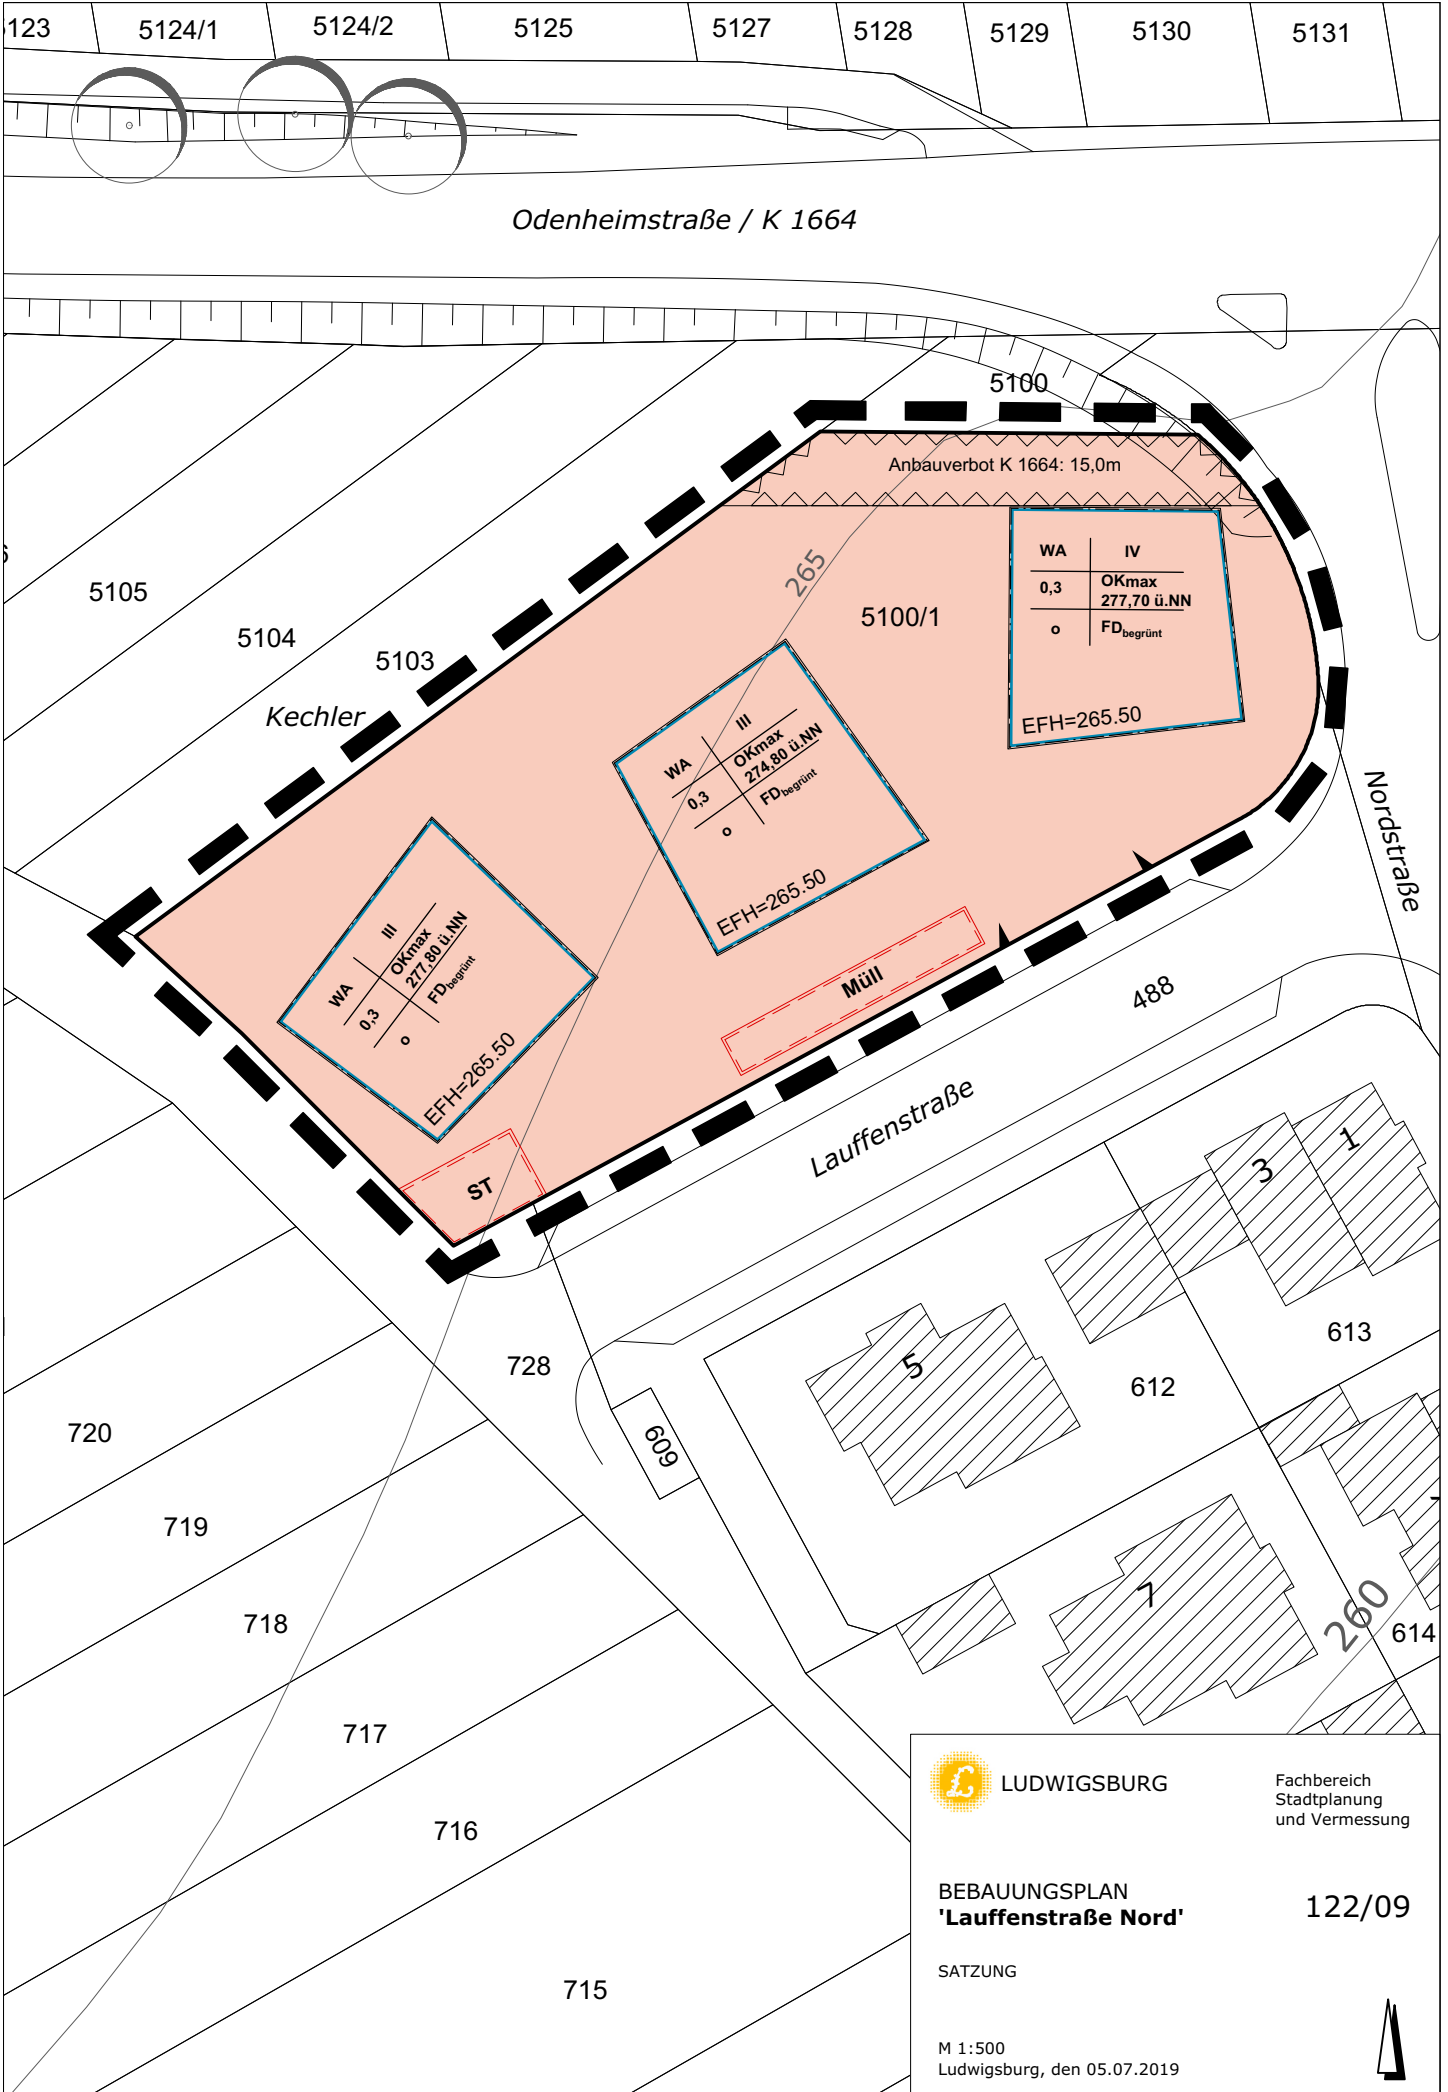 5123
5124/1
5124/2
5125
5127
5128
5129
5130
5131
Odenheimstraße / K 1664
5100
Anbauverbot K 1664: 15,0m
265
5100/1
WA IV
0,3 OKmax
277,70 ü.NN
o FDbegrünt
EFH=265.50
5105
5104
5103
Kechler
WA III
0,3 OKmax
274,80 ü.NN
o FDbegrünt
EFH=265.50
WA III
0,3 OKmax
277,80 ü.NN
o FDbegrünt
EFH=265.50
Müll
ST
Nordstraße
488
Lauffenstraße
1
3
5
613
612
728
609
720
719
718
717
716
715
7
260
614
LUDWIGSBURG
Fachbereich
Stadtplanung
und Vermessung
BEBAUUNGSPLAN
'Lauffenstraße Nord'
122/09
SATZUNG
M 1:500
Ludwigsburg, den 05.07.2019